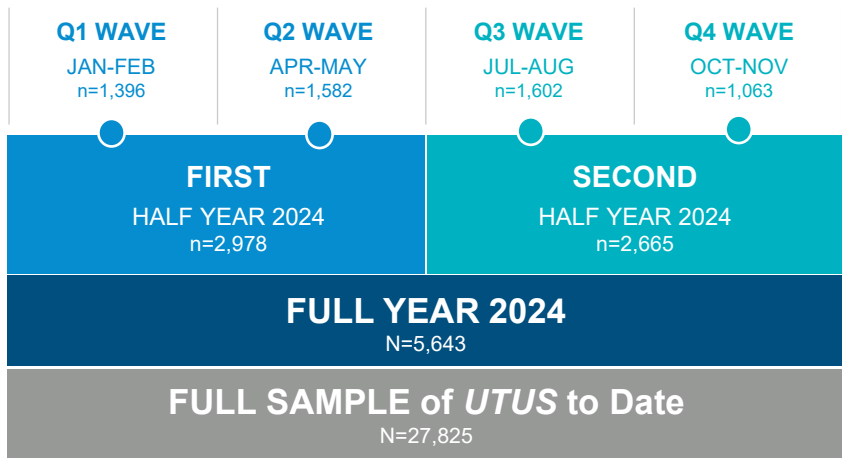 Q1 WAVE
JAN-FEB
n=1,396
Q2 WAVE
APR-MAY
n=1,582
Q3 WAVE
JUL-AUG
n=1,602
Q4 WAVE
OCT-NOV
n=1,063
FIRST
HALF YEAR 2024
n=2,978
SECOND
HALF YEAR 2024
n=2,665
FULL YEAR 2024
N=5,643
FULL SAMPLE of UTUS to Date
N=27,825